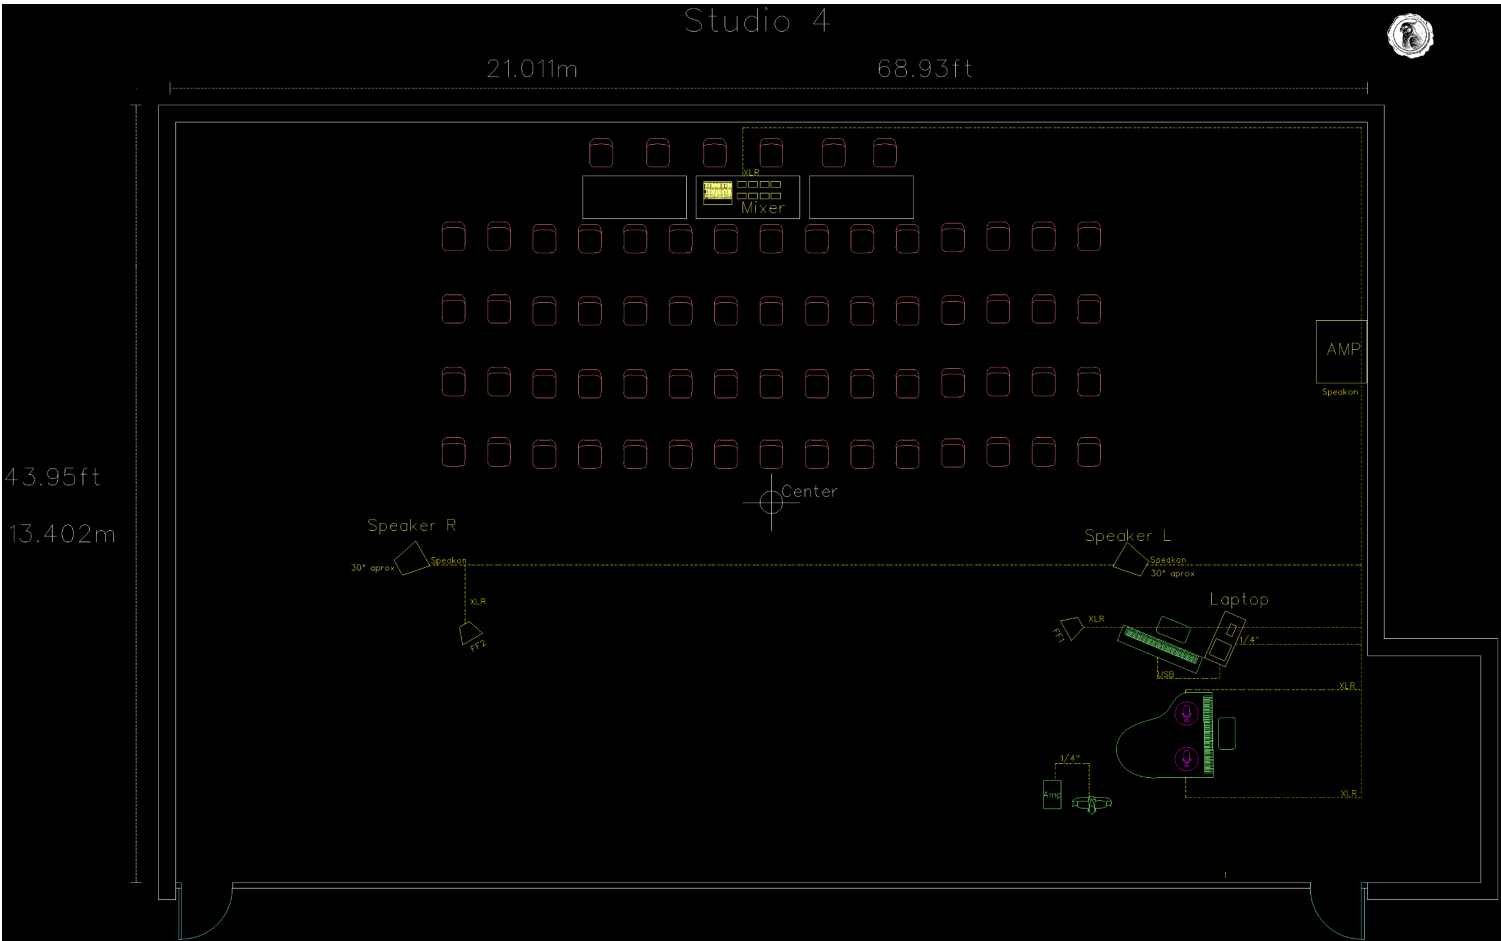 Studio 4
21.011m
68.93ft
XLR
Mixer
AMP
Speakon
43.95ft
13.402m
Center
Speaker R
Speaker L
Speakon
30° aprox
Speakon
30° aprox
XLR
FF2
Laptop
XLR
FF1
1/4"
USB
XLR
1/4"
Amp
XLR